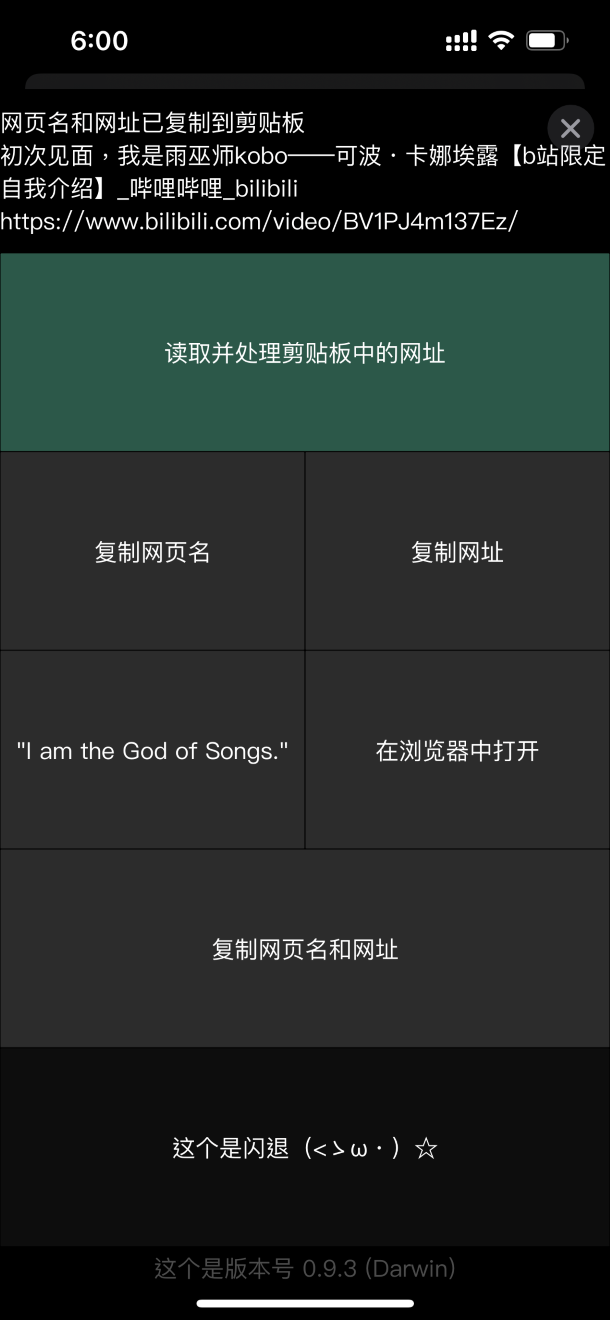 6:00
网页名和网址已复制到剪贴板
初次见面，我是雨巫师kobo——可波·卡娜埃露【b站限定
自我介绍】_哔哩哔哩_bilibili
https://www.bilibili.com/video/BV1PJ4m137Ez/
读取并处理剪贴板中的网址
复制网页名
复制网址
"I am the God of Songs."
在浏览器中打开
复制网页名和网址
这个是闪退（<ゝω·）☆
这个是版本号 0.9.3 (Darwin)